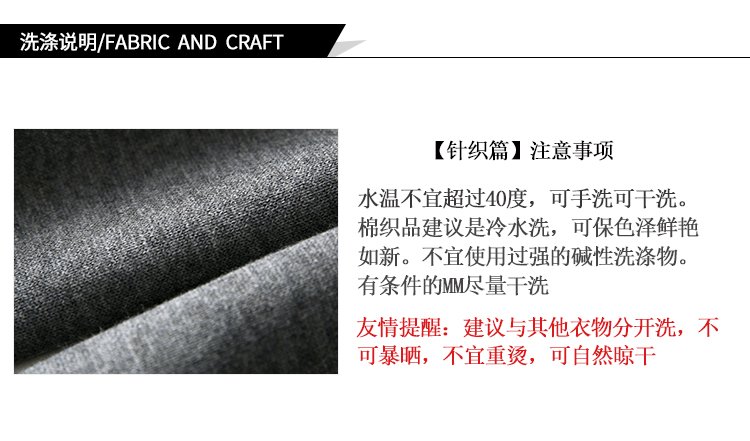 洗涤说明/FABRIC AND CRAFT
【针织篇】注意事项
水温不宜超过40度，可手洗可干洗。
棉织品建议是冷水洗，可保色泽鲜艳
如新。不宜使用过强的碱性洗涤物。
有条件的MM尽量干洗
友情提醒：建议与其他衣物分开洗，不
可暴晒，不宜重烫，可自然晾干